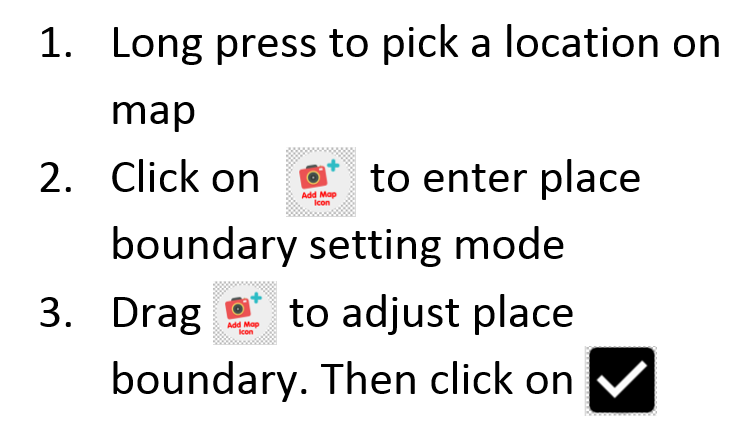 1. Long press to pick a location on
map
2. Click on Add Map Icon to enter place
boundary setting mode
3. Drag Add Map Icon to adjust place
boundary. Then click on